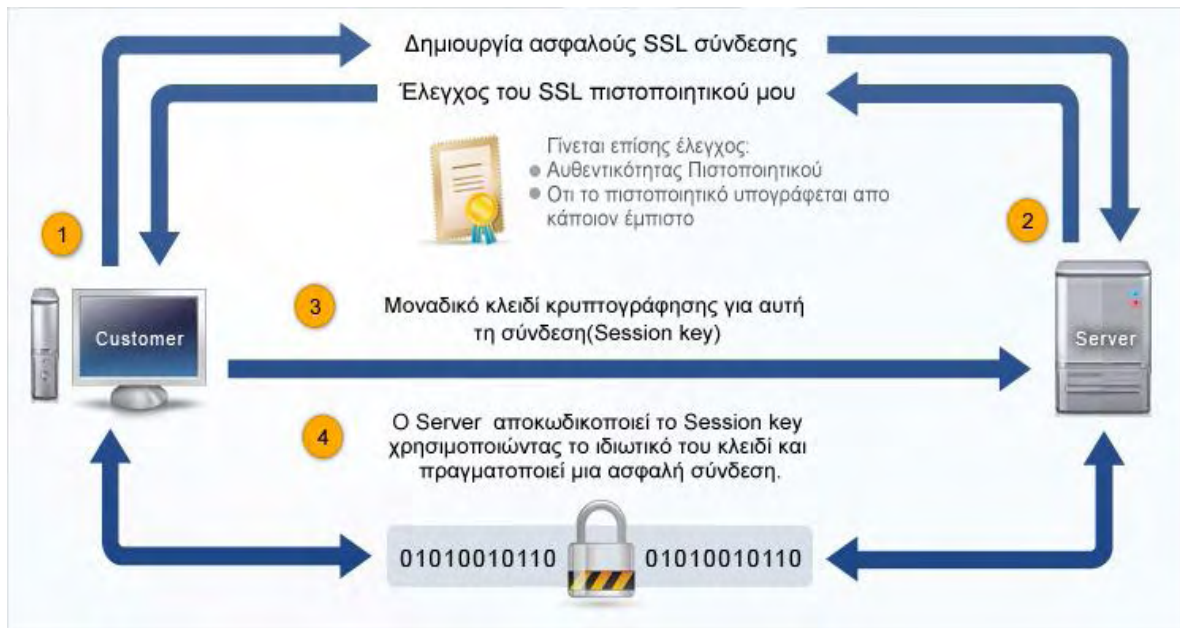 Δημιουργία ασφαλούς SSL σύνδεσης
Έλεγχος του SSL πιστοποιητικού μου
Γίνεται επίσης έλεγχος:
Αυθεντικότητας Πιστοποιητικού
Οτι το πιστοποιητικό υπογράφεται απο
κάποιον έμπιστο
1
2
Customer
3
Μοναδικό κλειδί κρυπτογράφησης για αυτή
τη σύνδεση(Session key)
Server
4
Ο Server αποκωδικοποιεί το Session key
χρησιμοποιώντας το ιδιωτικό του κλειδί και
πραγματοποιεί μια ασφαλή σύνδεση.
01010010110
01010010110